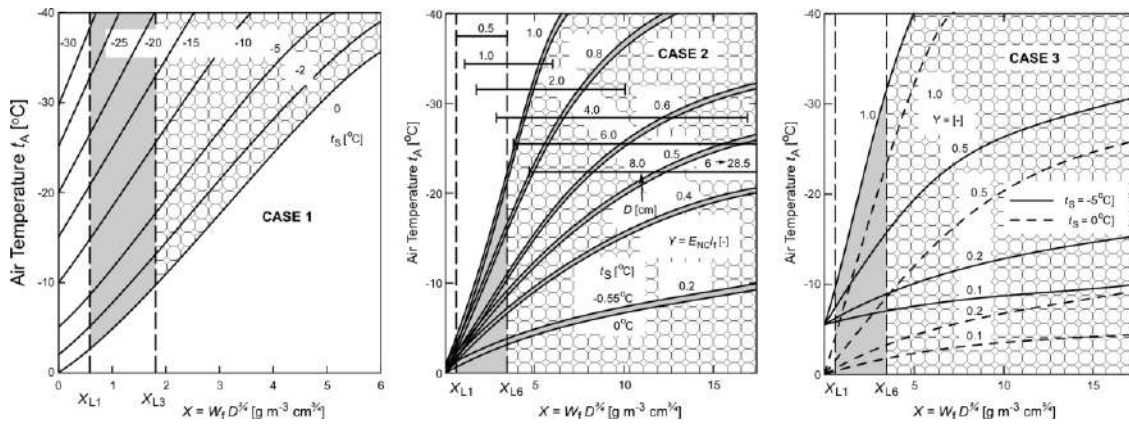 -40
-30
-20
-10
0
Air Temperature tA [°C]
-30
-25
-20
-15
-10
-5
-2
0
tS [°C]
CASE 1
0
1
2
3
4
5
6
XL1
XL3
X = Wf D¾ [g m-3 cm¾]
-40
-30
-20
-10
0
Air Temperature tA [°C]
0.5
1.0
1.0
0.8
CASE 2
2.0
4.0
0.6
6.0
0.5
8.0
6 → 28.5
D [cm]
0.4
Y = ENC/I1 [-]
tS [°C]
-0.55°C
0.2
0°C
5
10
15
XL1
XL6
X = Wf D¾ [g m-3 cm¾]
-40
-30
-20
-10
0
Air Temperature tA [°C]
CASE 3
1.0
1.0
Y = [-]
0.5
0.5
tS = -5°C]
tS = 0°C]
0.2
0.1
0.2
0.1
5
10
15
XL1
XL6
X = Wf D¾ [g m-3 cm¾]